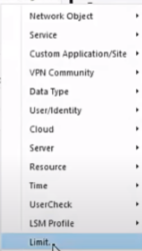 Network Object
Service
Custom Application/Site
VPN Community
Data Type
User/Identity
Cloud
Server
Resource
Time
UserCheck
LSM Profile
Limit